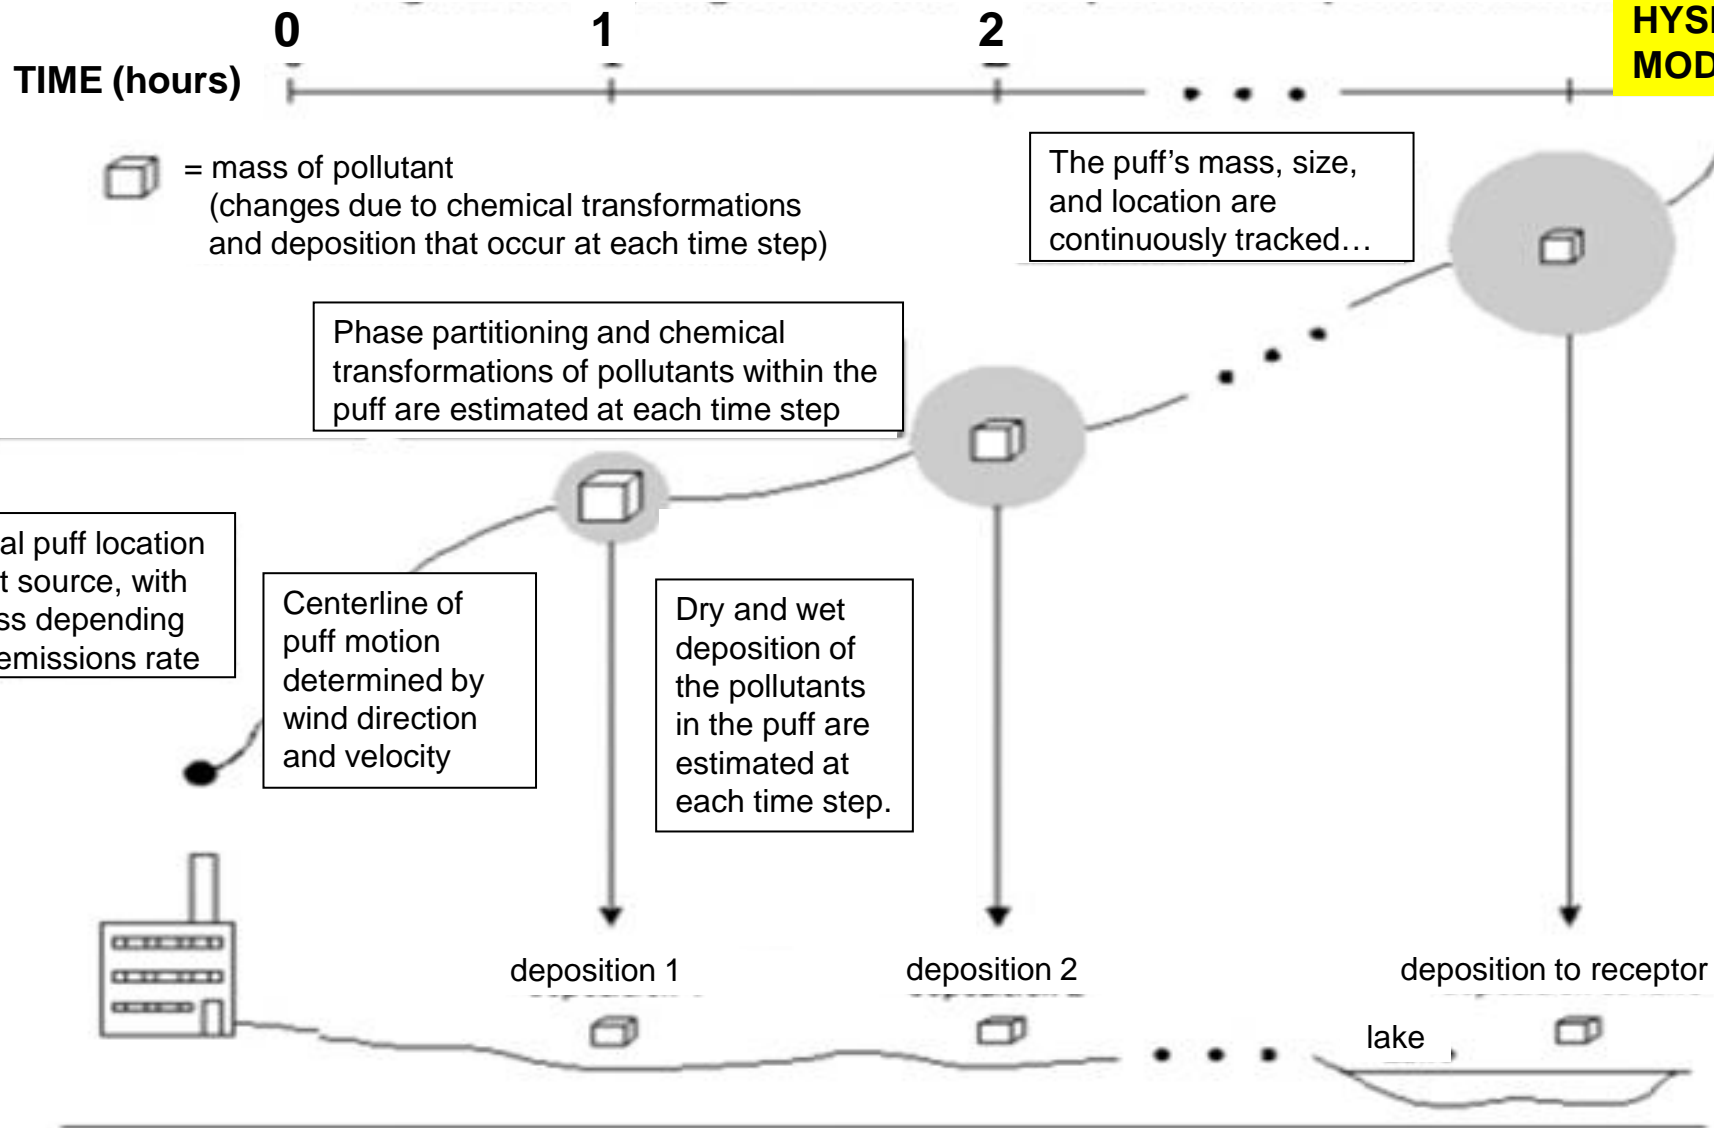 0 1 2
HYS
MOD
TIME (hours)
= mass of pollutant
(changes due to chemical transformations
and deposition that occur at each time step)
The puff's mass, size,
and location are
continuously tracked…
Phase partitioning and chemical
transformations of pollutants within the
puff are estimated at each time step
al puff location
t source, with
ss depending
emissions rate
Centerline of
puff motion
determined by
wind direction
and velocity
Dry and wet
deposition of
the pollutants
in the puff are
estimated at
each time step.
deposition 1
deposition 2
deposition to receptor
lake